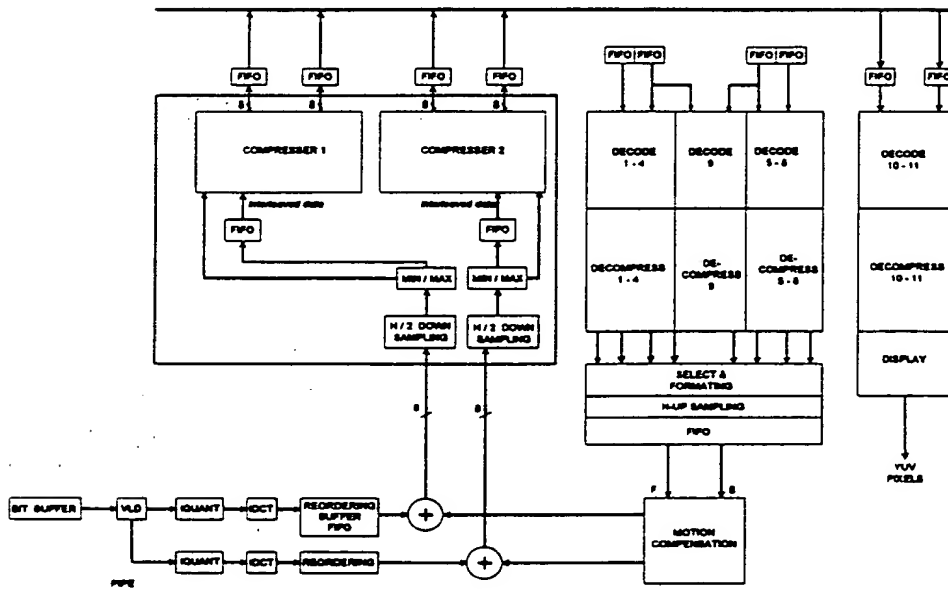 FIFO
FIFO
FIFO
FIFO
FIFO FIFO
FIFO FIFO
FIFO
FIFO
8
8
8
8
COMPRESSER 1
COMPRESSER 2
DECODE
1 - 4
DECODE
9
DECODE
5 - 8
DECODE
10 - 11
Interleaved data
Interleaved data
FIFO
FIFO
MIN / MAX
MIN / MAX
DECOMPRESS
1 - 4
DE-
COMPRESS
9
DE-
COMPRESS
5 - 8
DECOMPRESS
10 - 11
H / 2 DOWN
SAMPLING
H / 2 DOWN
SAMPLING
DISPLAY
SELECT &
FORMATING
H-UP SAMPLING
FIFO
8
8
YUV
PIXELS
F
B
BIT BUFFER
VLD
IQUANT
IDCT
REORDERING
BUFFER
FIFO
+
MOTION
COMPENSATION
IQUANT
IDCT
REORDERING
+
PIPE